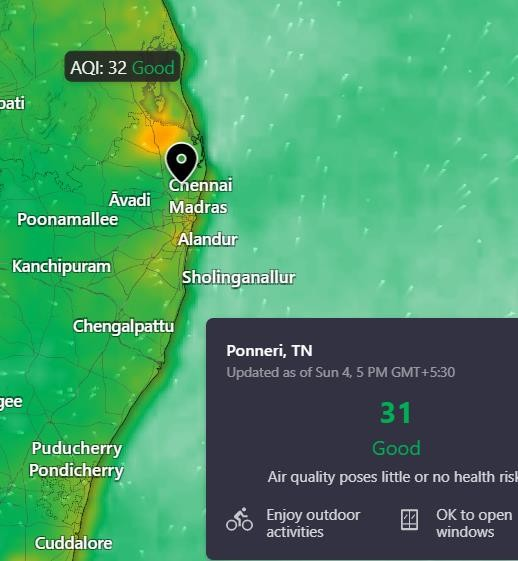 AQI: 32 Good
pati
Chennai
Āvadi
Madras
Poonamallee
Alandur
Kanchipuram
Sholinganallur
Chengalpattu
Ponneri, TN
Updated as of Sun 4, 5 PM GMT+5:30
gee
31
Good
Puducherry
Pondicherry
Air quality poses little or no health risk
Enjoy outdoor
activities
OK to open
windows
Cuddalore